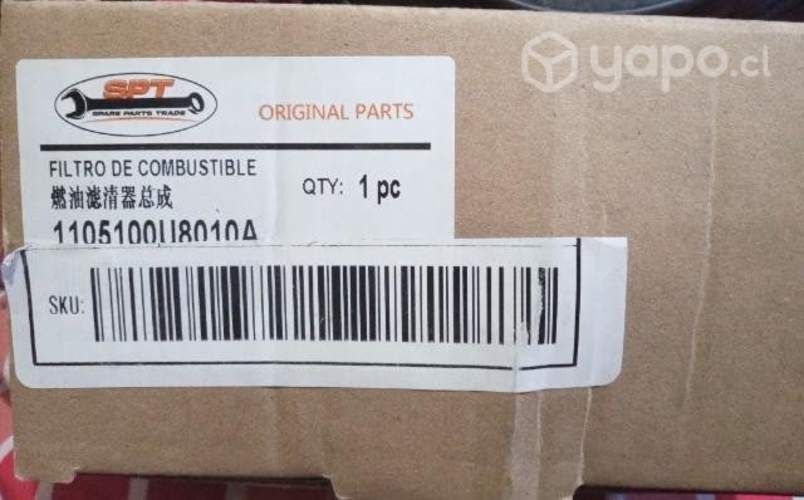 yapo.cl
SPT
SPARE PARTS TRADE
ORIGINAL PARTS
FILTRO DE COMBUSTIBLE
燃油滤清器总成
QTY: 1 pc
1105100U8010A
SKU: